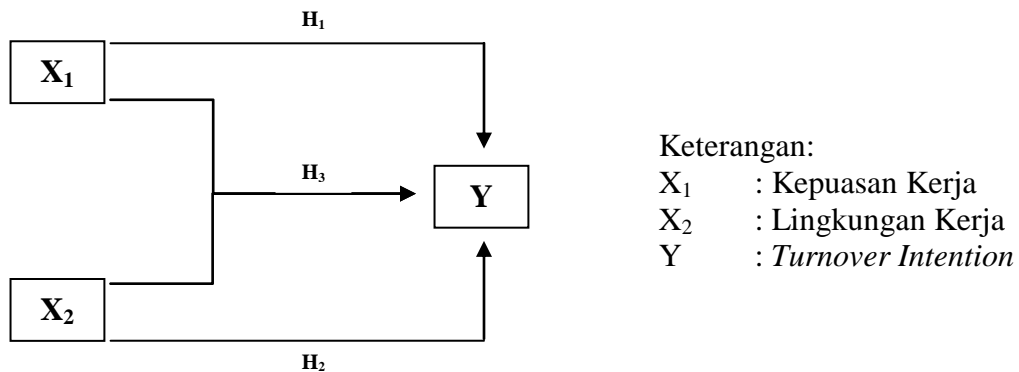 H₁
X₁
H₃
Y
X₂
H₂
Keterangan:
X₁ : Kepuasan Kerja
X₂ : Lingkungan Kerja
Y : Turnover Intention